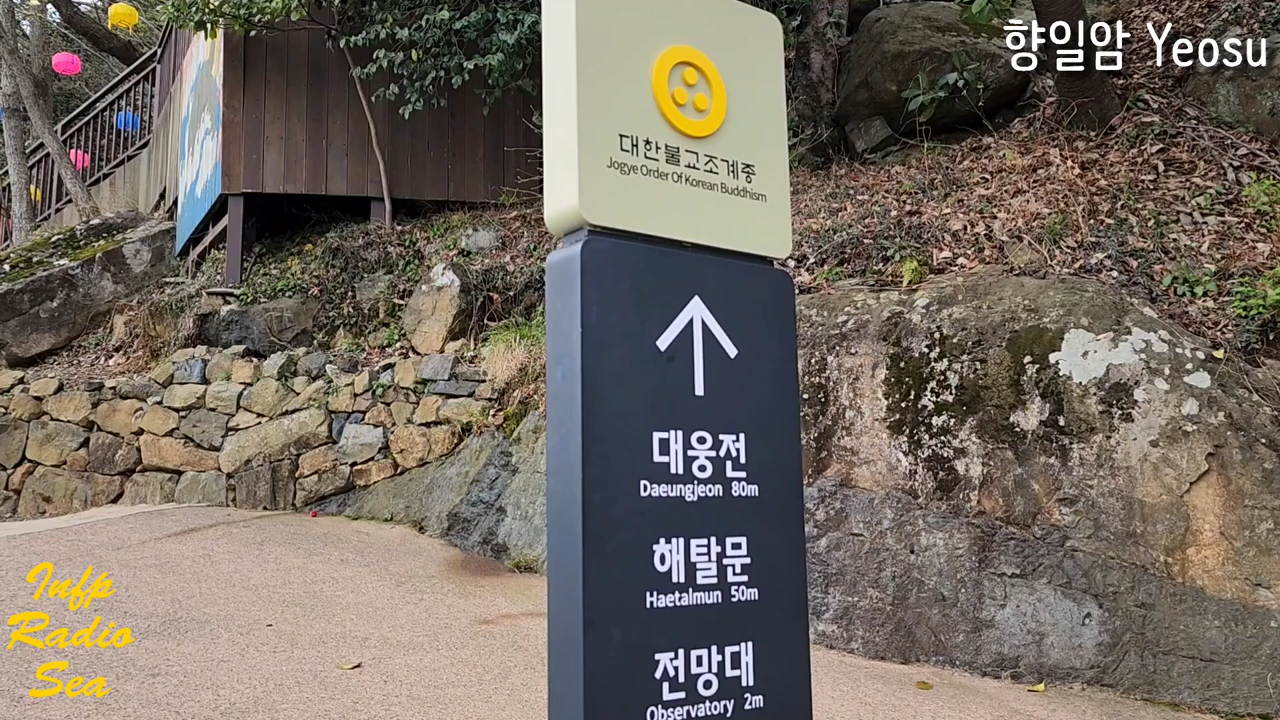 향일암 Yeosu
대한불교조계종
Jogye Order Of Korean Buddhism
대웅전
Daeungjeon 80m
해탈문
Haetalmun 50m
전망대
Observatory 2m
Infp
Radio
Sea